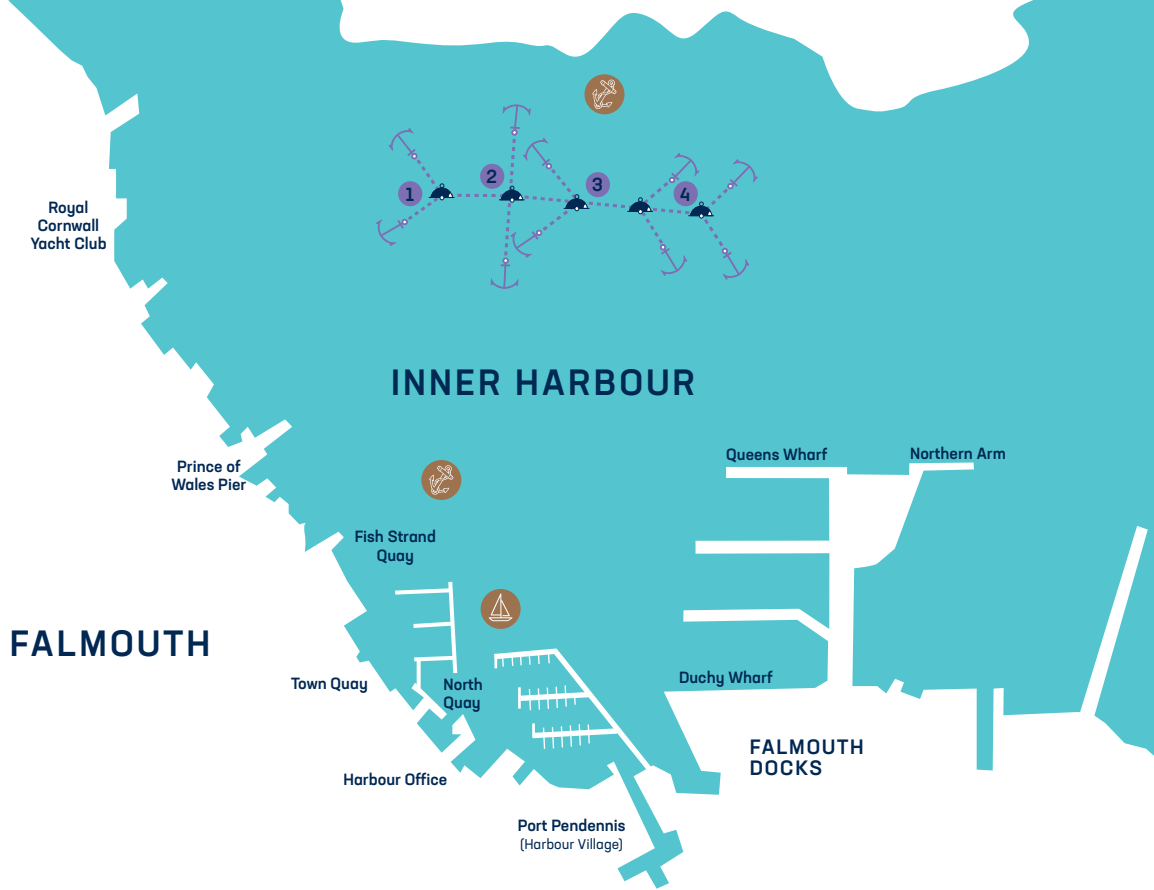 1
2
3
4
Royal
Cornwall
Yacht Club
INNER HARBOUR
Queens Wharf
Northern Arm
Prince of
Wales Pier
Fish Strand
Quay
FALMOUTH
Town Quay
North
Quay
Duchy Wharf
FALMOUTH
DOCKS
Harbour Office
Port Pendennis
(Harbour Village)